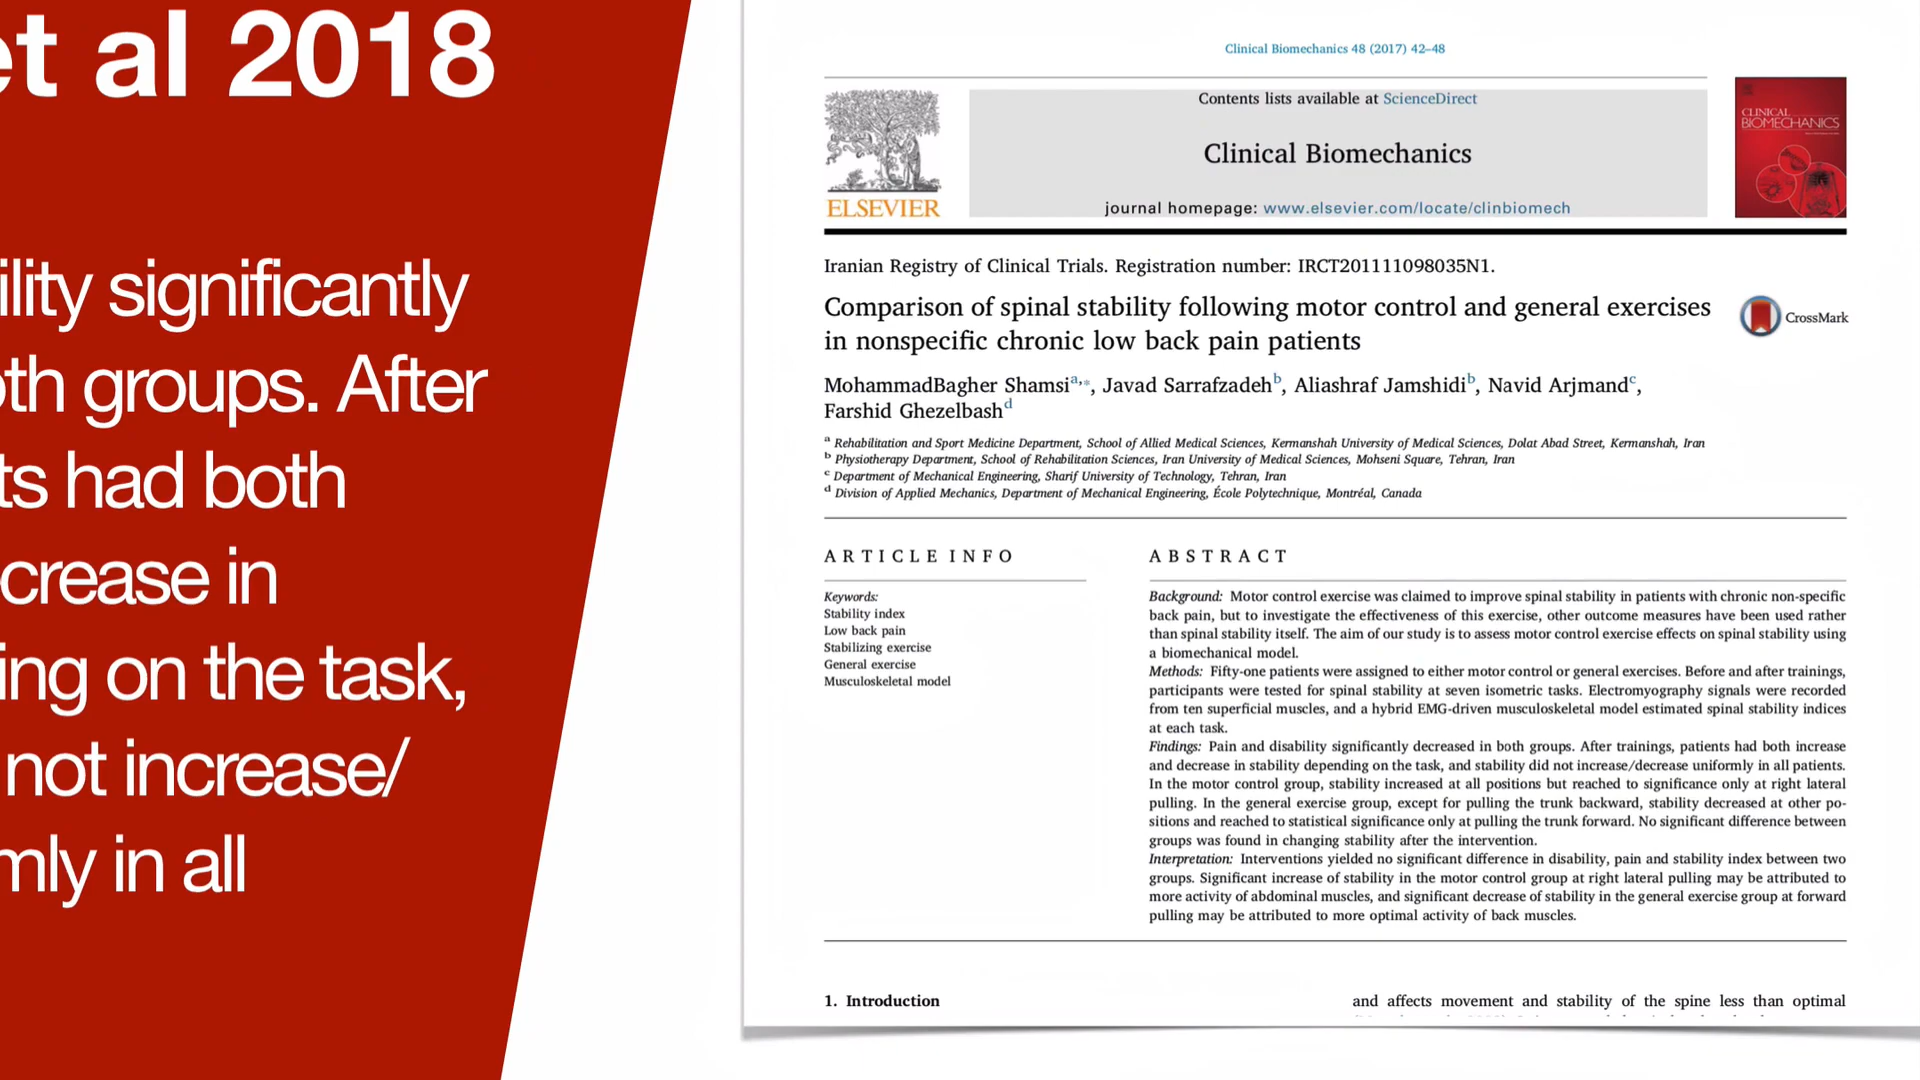 et al 2018
ility significantly
oth groups. After
ts had both
crease in
ing on the task,
not increase/
mly in all
Clinical Biomechanics 48 (2017) 42–48
Contents lists available at ScienceDirect
Clinical Biomechanics
journal homepage: www.elsevier.com/locate/clinbiomech
ELSEVIER
CLINICAL
BIOMECHANICS
Iranian Registry of Clinical Trials. Registration number: IRCT201111098035N1.
Comparison of spinal stability following motor control and general exercises
in nonspecific chronic low back pain patients
CrossMark
MohammadBagher Shamsia,*, Javad Sarrafzadehb, Aliashraf Jamshidib, Navid Arjmandc,
Farshid Ghezelbashd
a Rehabilitation and Sport Medicine Department, School of Allied Medical Sciences, Kermanshah University of Medical Sciences, Dolat Abad Street, Kermanshah, Iran
b Physiotherapy Department, School of Rehabilitation Sciences, Iran University of Medical Sciences, Mohseni Square, Tehran, Iran
c Department of Mechanical Engineering, Sharif University of Technology, Tehran, Iran
d Division of Applied Mechanics, Department of Mechanical Engineering, École Polytechnique, Montréal, Canada
ARTICLE INFO
Keywords:
Stability index
Low back pain
Stabilizing exercise
General exercise
Musculoskeletal model
ABSTRACT
Background: Motor control exercise was claimed to improve spinal stability in patients with chronic non-specific
back pain, but to investigate the effectiveness of this exercise, other outcome measures have been used rather
than spinal stability itself. The aim of our study is to assess motor control exercise effects on spinal stability using
a biomechanical model.
Methods: Fifty-one patients were assigned to either motor control or general exercises. Before and after trainings,
participants were tested for spinal stability at seven isometric tasks. Electromyography signals were recorded
from ten superficial muscles, and a hybrid EMG-driven musculoskeletal model estimated spinal stability indices
at each task.
Findings: Pain and disability significantly decreased in both groups. After trainings, patients had both increase
and decrease in stability depending on the task, and stability did not increase/decrease uniformly in all patients.
In the motor control group, stability increased at all positions but reached to significance only at right lateral
pulling. In the general exercise group, except for pulling the trunk backward, stability decreased at other po-
sitions and reached to statistical significance only at pulling the trunk forward. No significant difference between
groups was found in changing stability after the intervention.
Interpretation: Interventions yielded no significant difference in disability, pain and stability index between two
groups. Significant increase of stability in the motor control group at right lateral pulling may be attributed to
more activity of abdominal muscles, and significant decrease of stability in the general exercise group at forward
pulling may be attributed to more optimal activity of back muscles.
1. Introduction
and affects movement and stability of the spine less than optimal